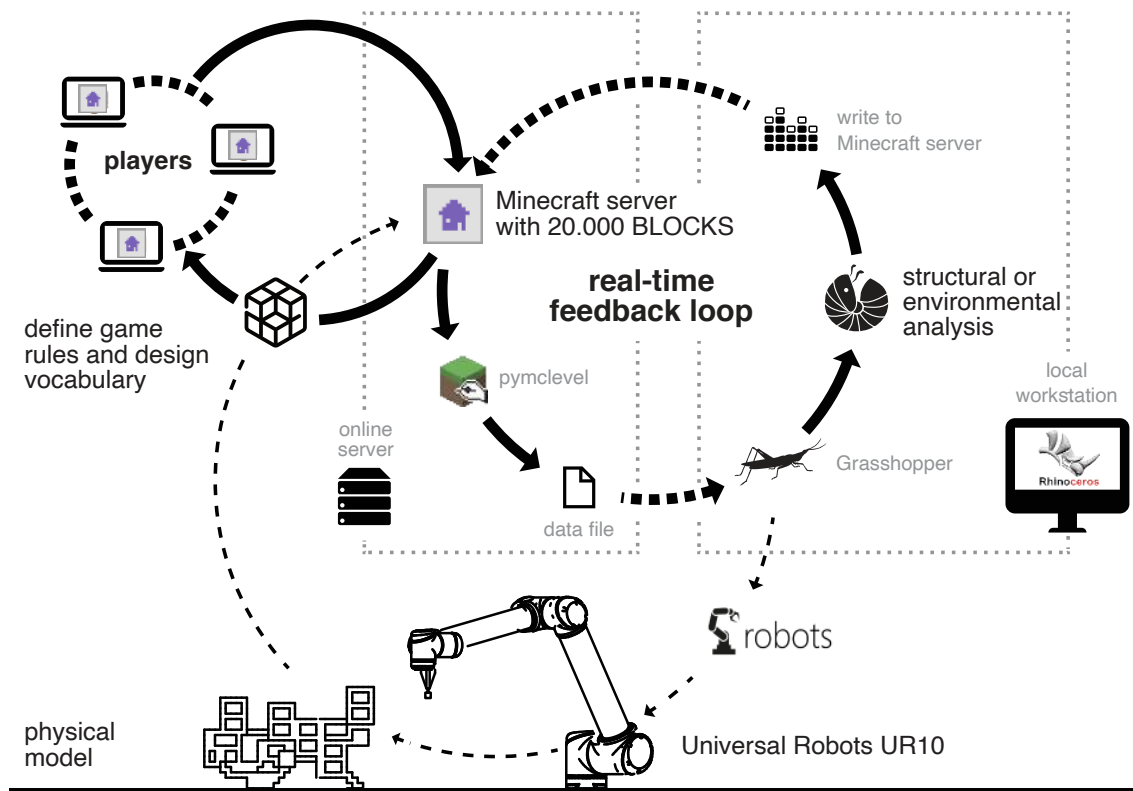 players
write to
Minecraft server
Minecraft server
with 20.000 BLOCKS
real-time
feedback loop
structural or
environmental
analysis
define game
rules and design
vocabulary
pymclevel
local
workstation
online
server
Grasshopper
Rhinoceros
data file
robots
physical
model
Universal Robots UR10